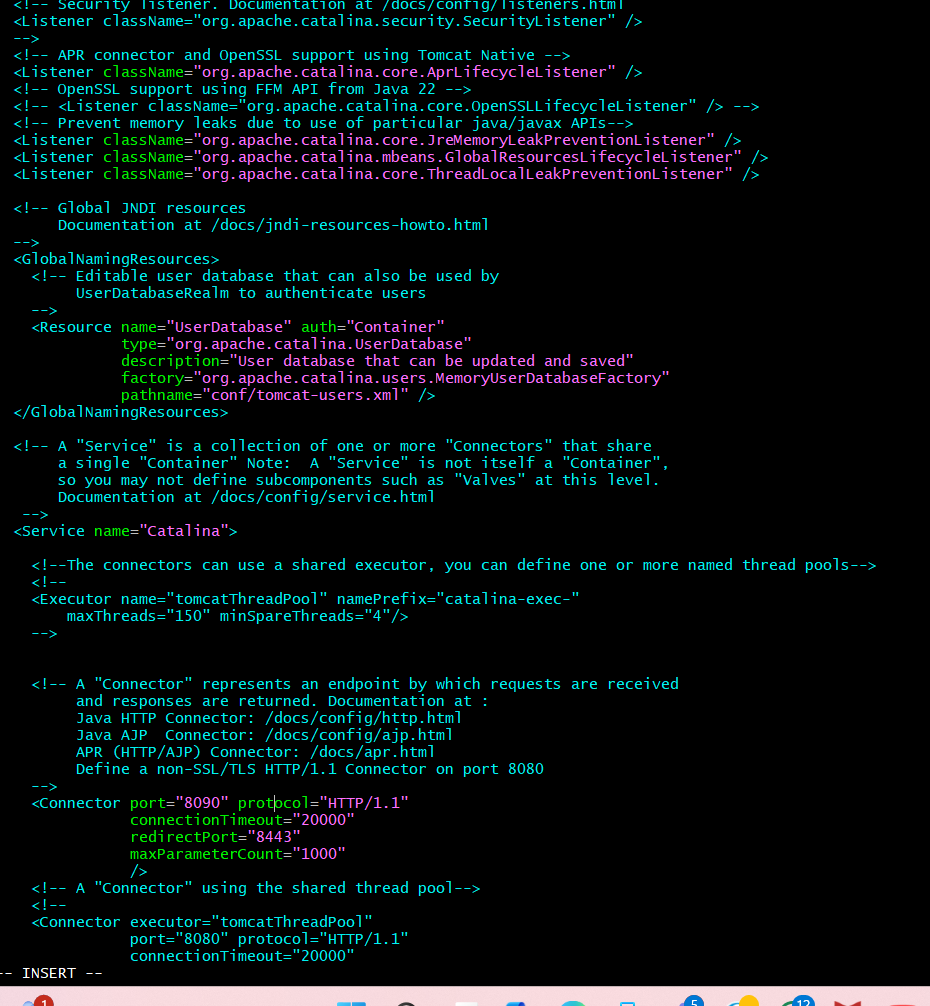 <!-- Security listener. Documentation at /docs/config/listeners.html
<Listener className="org.apache.catalina.security.SecurityListener" />
-->
<!-- APR connector and OpenSSL support using Tomcat Native -->
<Listener className="org.apache.catalina.core.AprLifecycleListener" />
<!-- OpenSSL support using FFM API from Java 22 -->
<!-- <Listener className="org.apache.catalina.core.OpenSSLLifecycleListener" /> -->
<!-- Prevent memory leaks due to use of particular java/javax APIs-->
<Listener className="org.apache.catalina.core.JreMemoryLeakPreventionListener" />
<Listener className="org.apache.catalina.mbeans.GlobalResourcesLifecycleListener" />
<Listener className="org.apache.catalina.core.ThreadLocalLeakPreventionListener" />

<!-- Global JNDI resources
     Documentation at /docs/jndi-resources-howto.html
-->
<GlobalNamingResources>
  <!-- Editable user database that can also be used by
       UserDatabaseRealm to authenticate users
  -->
  <Resource name="UserDatabase" auth="Container"
            type="org.apache.catalina.UserDatabase"
            description="User database that can be updated and saved"
            factory="org.apache.catalina.users.MemoryUserDatabaseFactory"
            pathname="conf/tomcat-users.xml" />
</GlobalNamingResources>

<!-- A "Service" is a collection of one or more "Connectors" that share
     a single "Container" Note:  A "Service" is not itself a "Container",
     so you may not define subcomponents such as "Valves" at this level.
     Documentation at /docs/config/service.html
 -->
<Service name="Catalina">

  <!--The connectors can use a shared executor, you can define one or more named thread pools-->
  <!--
  <Executor name="tomcatThreadPool" namePrefix="catalina-exec-"
      maxThreads="150" minSpareThreads="4"/>
  -->

  <!-- A "Connector" represents an endpoint by which requests are received
       and responses are returned. Documentation at :
       Java HTTP Connector: /docs/config/http.html
       Java AJP  Connector: /docs/config/ajp.html
       APR (HTTP/AJP) Connector: /docs/apr.html
       Define a non-SSL/TLS HTTP/1.1 Connector on port 8080
  -->
  <Connector port="8090" protocol="HTTP/1.1"
             connectionTimeout="20000"
             redirectPort="8443"
             maxParameterCount="1000"
             />
  <!-- A "Connector" using the shared thread pool-->
  <!--
  <Connector executor="tomcatThreadPool"
             port="8080" protocol="HTTP/1.1"
             connectionTimeout="20000"
-- INSERT --
1 5 12